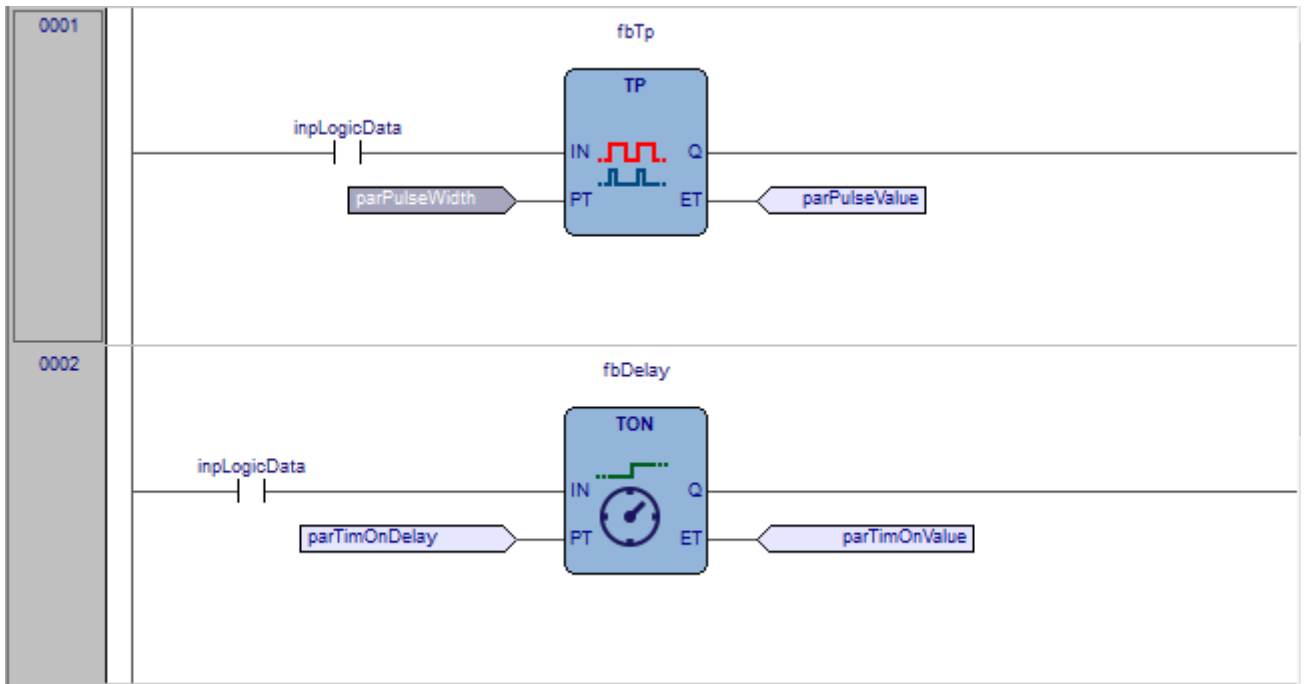 0001
fbTp
TP
inpLogicData
IN Q
parPulseWidth PT ET parPulseValue
0002
fbDelay
TON
inpLogicData
IN Q
parTimOnDelay PT ET parTimOnValue